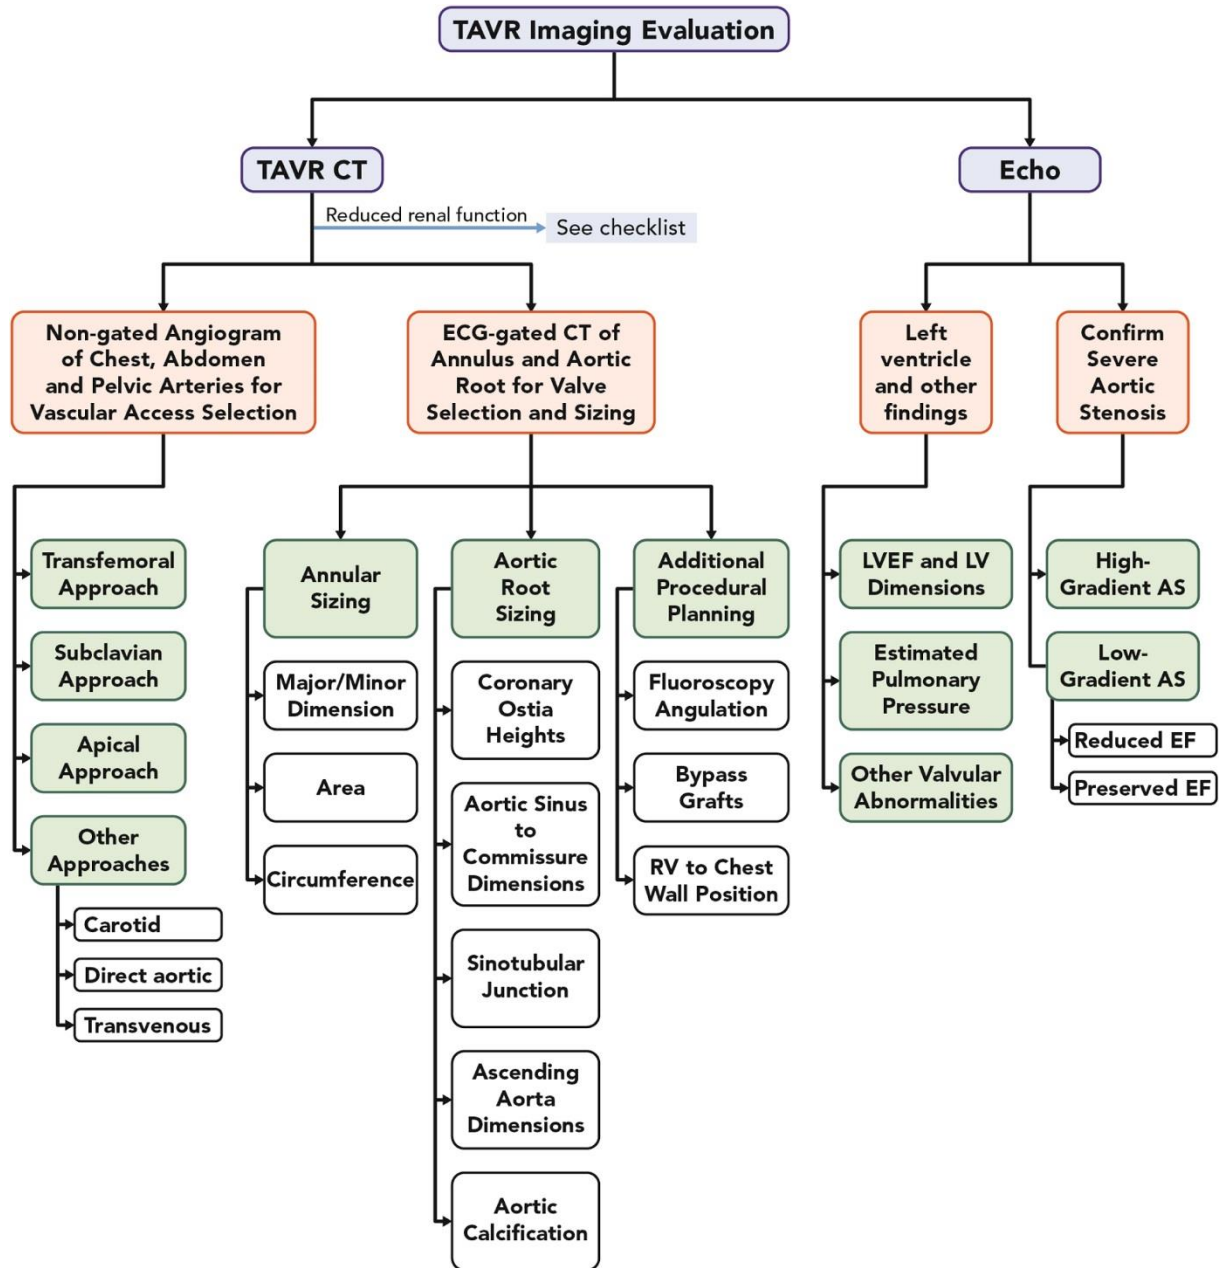 TAVR Imaging Evaluation
TAVR CT
Echo
Reduced renal function
See checklist
Non-gated Angiogram
of Chest, Abdomen
and Pelvic Arteries for
Vascular Access Selection
ECG-gated CT of
Annulus and Aortic
Root for Valve
Selection and Sizing
Left
ventricle
and other
findings
Confirm
Severe
Aortic
Stenosis
Transfemoral
Approach
Subclavian
Approach
Apical
Approach
Other
Approaches
Carotid
Direct aortic
Transvenous
Annular
Sizing
Major/Minor
Dimension
Area
Circumference
Aortic
Root
Sizing
Coronary
Ostia
Heights
Aortic Sinus
to
Commissure
Dimensions
Sinotubular
Junction
Ascending
Aorta
Dimensions
Aortic
Calcification
Additional
Procedural
Planning
Fluoroscopy
Angulation
Bypass
Grafts
RV to Chest
Wall Position
LVEF and LV
Dimensions
Estimated
Pulmonary
Pressure
Other Valvular
Abnormalities
High-
Gradient AS
Low-
Gradient AS
Reduced EF
Preserved EF